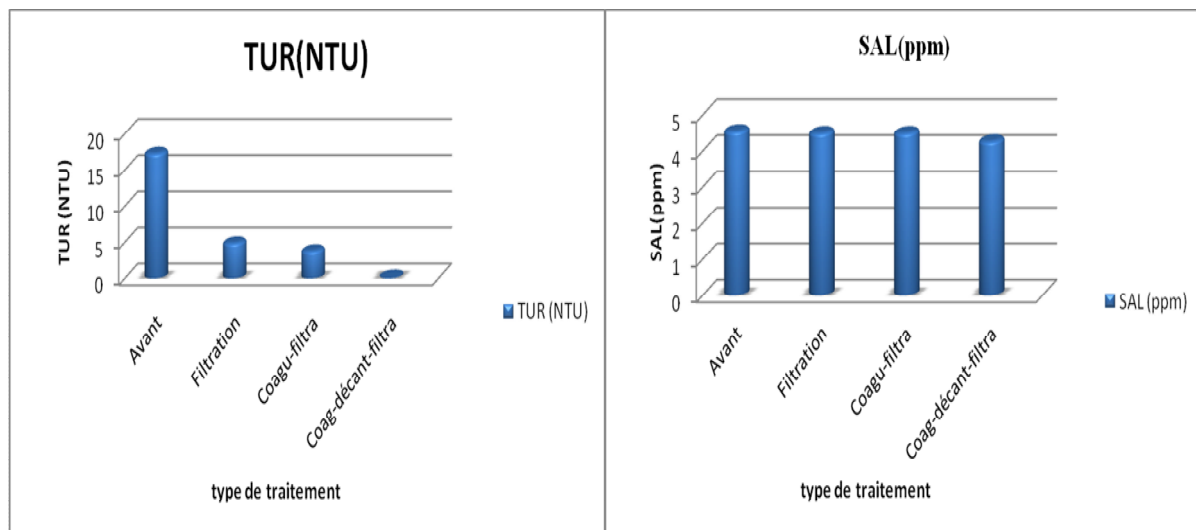 TUR(NTU)
TUR (NTU)
20
15
10
5
0
Avant
Filtration
Coagu-filtra
Coag-décant-filtra
TUR (NTU)
type de traitement
SAL(ppm)
SAL(ppm)
5
4
3
2
1
0
Avant
Filtration
Coagu-filtra
Coag-décant-filtra
SAL (ppm)
type de traitement